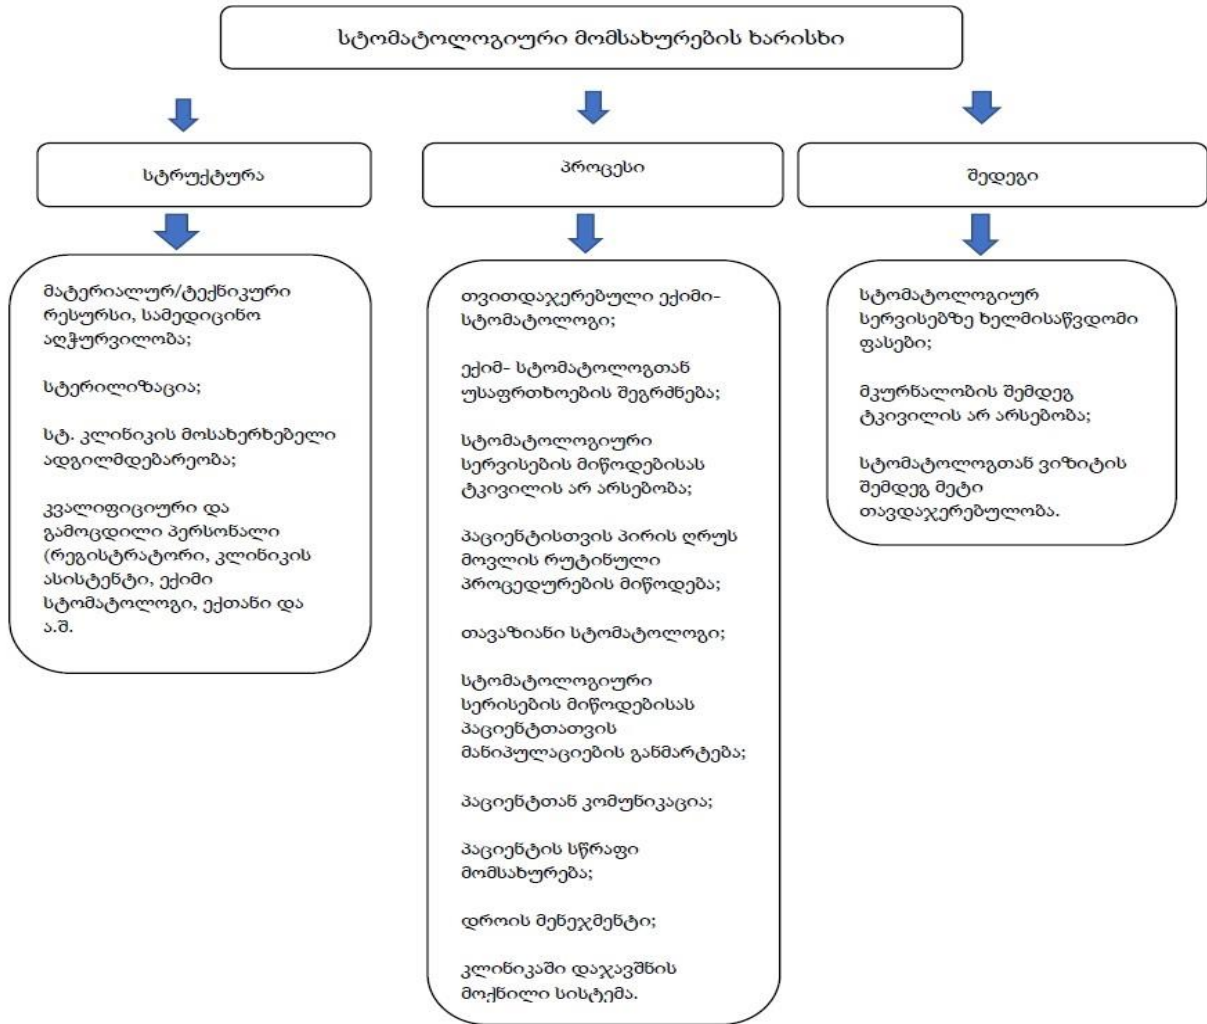 სტომატოლოგიური მომსახურების ხარისხი
სტრუქტურა
პროცესი
შედეგი
მატერიალურ/ტექნიკური
რესურსი, სამედიცინო
აღჭურვილობა;
სტერილიზაცია;
სტ. კლინიკის მოსახერხებელი
ადგილმდებარეობა;
კვალიფიციური და
გამოცდილი პერსონალი
(რეგისტრატორი, კლინიკის
ასისტენტი, ექიმი
სტომატოლოგი, ექთანი და
ა.შ.
თვითდაჯერებული ექიმი-
სტომატოლოგი;
ექიმ- სტომატოლოგთან
უსაფრთხოების შეგრძნება;
სტომატოლოგიური
სერვისების მიწოდებისას
ტკივილის არ არსებობა;
პაციენტისთვის პირის ღრუს
მოვლის რუტინული
პროცედურების მიწოდება;
თავაზიანი სტომატოლოგი;
სტომატოლოგიური
სერისების მიწოდებისას
პაციენტთათვის
მანიპულაციების განმარტება;
პაციენტთან კომუნიკაცია;
პაციენტის სწრაფი
მომსახურება;
დროის მენეჯმენტი;
კლინიკაში დაჯავშნის
მოქნილი სისტემა.
სტომატოლოგიურ
სერვისებზე ხელმისაწვდომი
ფასები;
მკურნალობის შემდეგ
ტკივილის არ არსებობა;
სტომატოლოგთან ვიზიტის
შემდეგ მეტი
თავდაჯერებულობა.